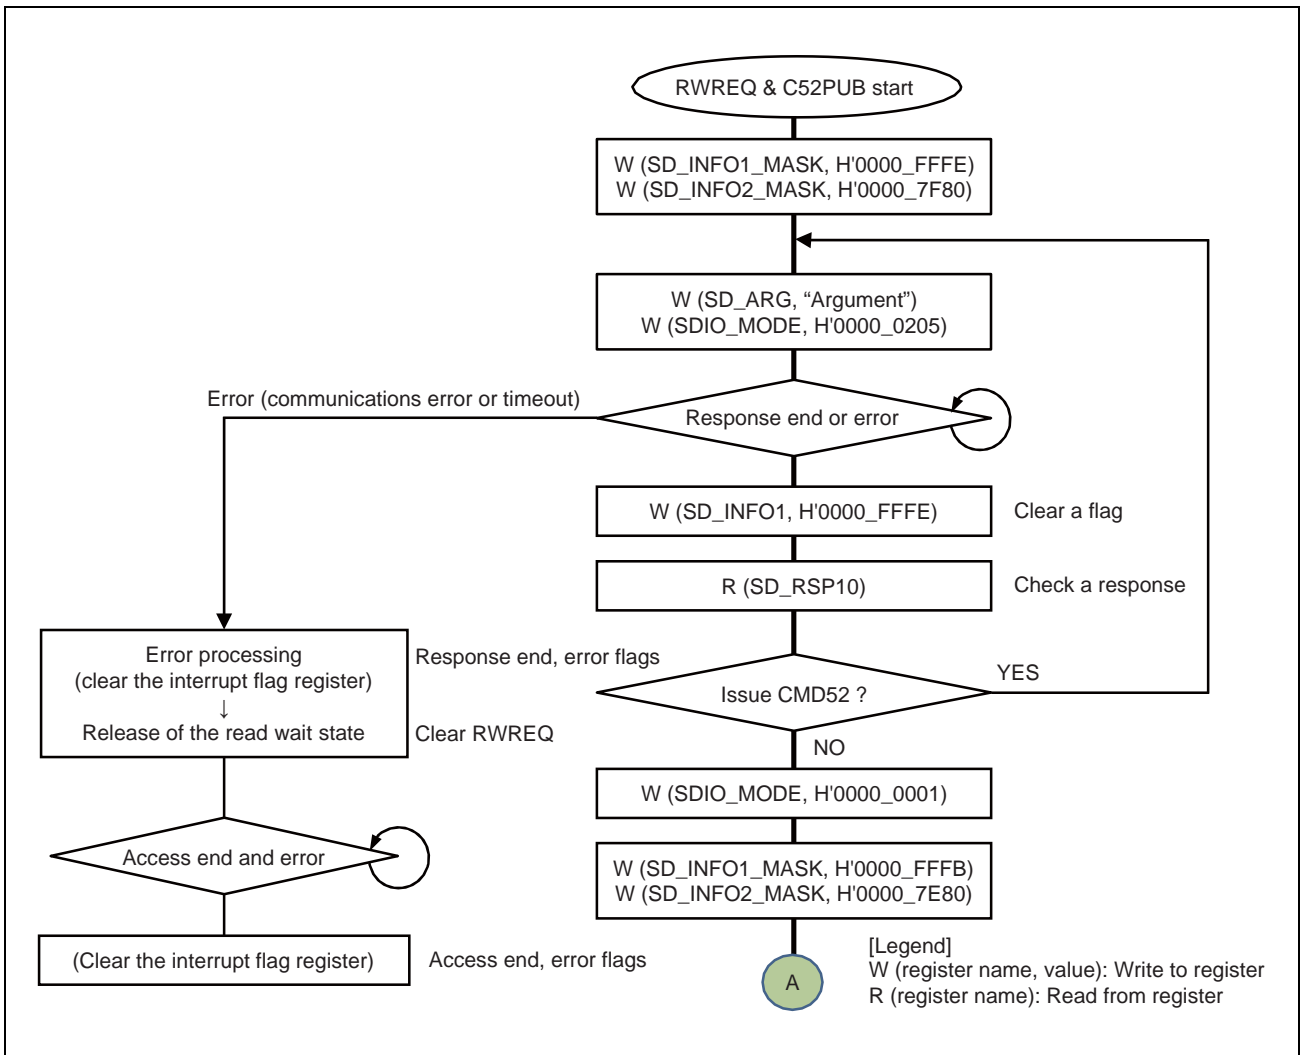 RWREQ & C52PUB start
W (SD_INFO1_MASK, H'0000_FFFE)
W (SD_INFO2_MASK, H'0000_7F80)
W (SD_ARG, “Argument”)
W (SDIO_MODE, H'0000_0205)
Error (communications error or timeout)
Response end or error
W (SD_INFO1, H'0000_FFFE)
Clear a flag
R (SD_RSP10)
Check a response
Error processing
(clear the interrupt flag register)
↓
Release of the read wait state
Response end, error flags
Clear RWREQ
Issue CMD52 ?
YES
NO
W (SDIO_MODE, H'0000_0001)
Access end and error
W (SD_INFO1_MASK, H'0000_FFFB)
W (SD_INFO2_MASK, H'0000_7E80)
(Clear the interrupt flag register)
Access end, error flags
A
[Legend]
W (register name, value): Write to register
R (register name): Read from register